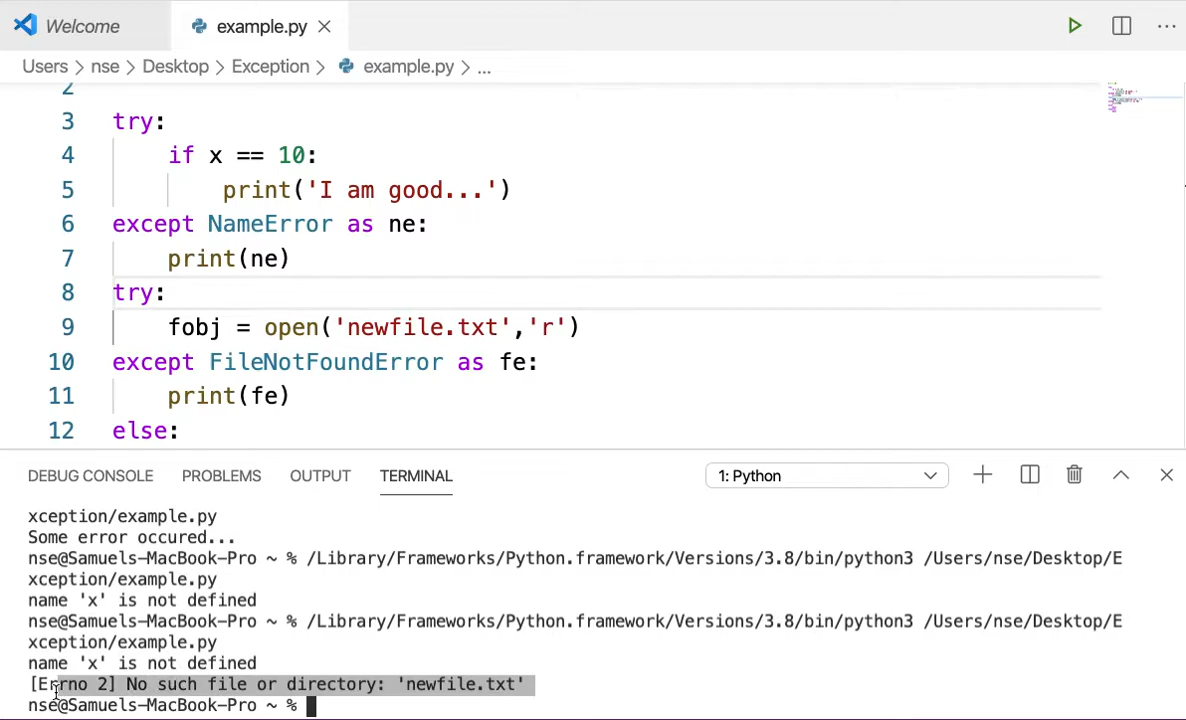 Welcome example.py
Users > nse > Desktop > Exception > example.py > ...
2
3 try:
4 if x == 10:
5 print('I am good...')
6 except NameError as ne:
7 print(ne)
8 try:
9 fobj = open('newfile.txt','r')
10 except FileNotFoundError as fe:
11 print(fe)
12 else:
DEBUG CONSOLE PROBLEMS OUTPUT TERMINAL 1: Python
xception/example.py
Some error occured...
nse@Samuels-MacBook-Pro ~ % /Library/Frameworks/Python.framework/Versions/3.8/bin/python3 /Users/nse/Desktop/E
xception/example.py
name 'x' is not defined
nse@Samuels-MacBook-Pro ~ % /Library/Frameworks/Python.framework/Versions/3.8/bin/python3 /Users/nse/Desktop/E
xception/example.py
name 'x' is not defined
[Errno 2] No such file or directory: 'newfile.txt'
nse@Samuels-MacBook-Pro ~ %